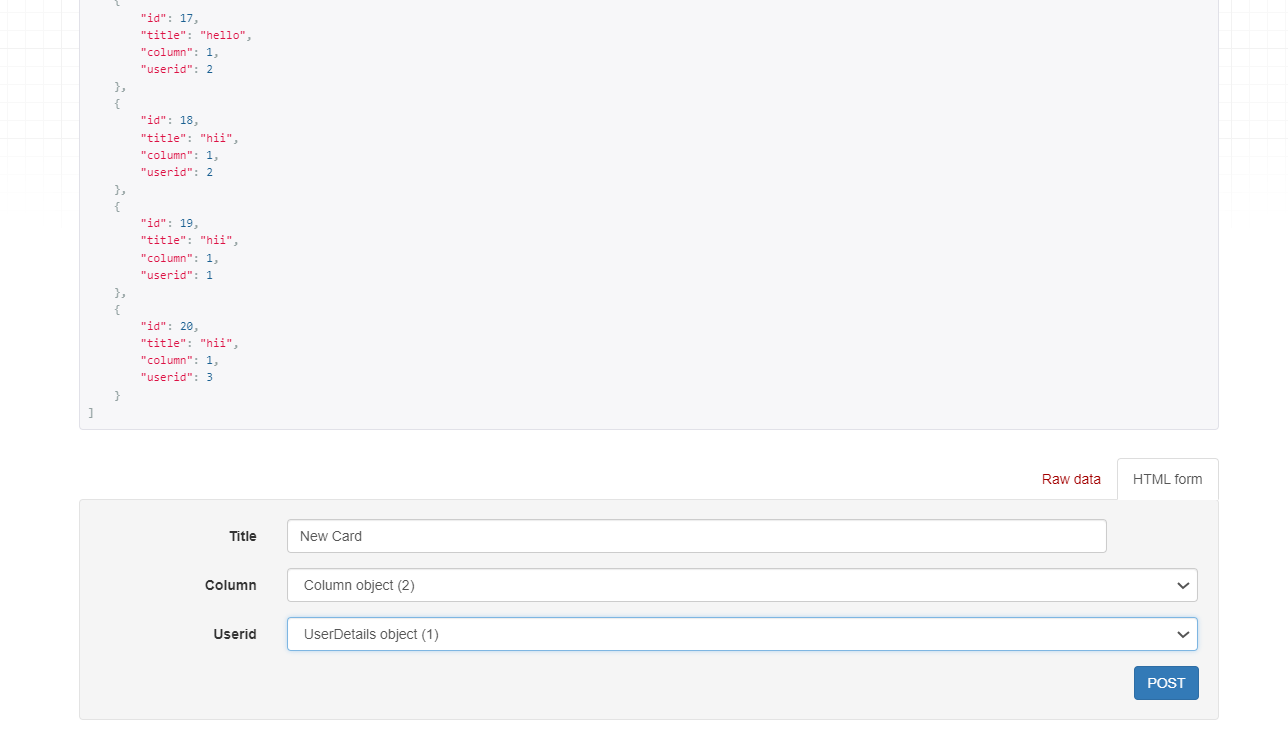 {
"id": 17,
"title": "hello",
"column": 1,
"userid": 2
},
{
"id": 18,
"title": "hii",
"column": 1,
"userid": 2
},
{
"id": 19,
"title": "hii",
"column": 1,
"userid": 1
},
{
"id": 20,
"title": "hii",
"column": 1,
"userid": 3
}
]
Raw data HTML form
Title New Card
Column Column object (2)
Userid UserDetails object (1)
POST